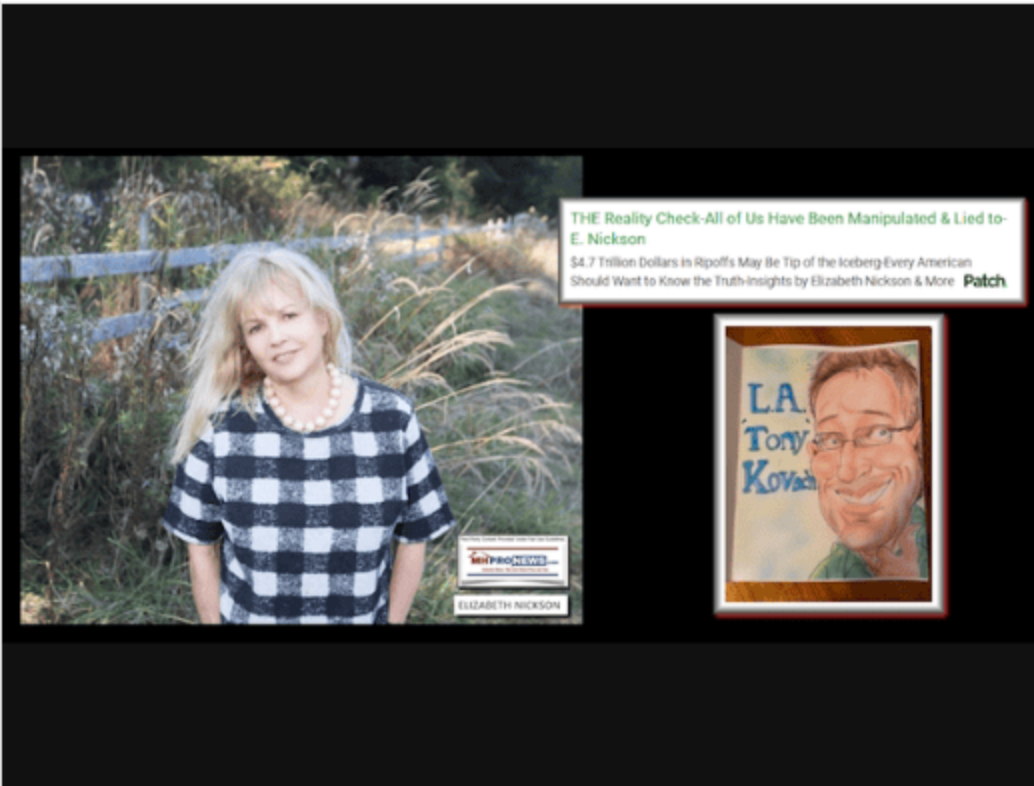 THE Reality Check-All of Us Have Been Manipulated & Lied to-
E. Nickson
$4.7 Trillion Dollars in Ripoffs May Be Tip of the Iceberg-Every American
Should Want to Know the Truth-Insights by Elizabeth Nickson & More Patch
L.A.
'Tony'
Kovach
MHPRONEWS.com
ELIZABETH NICKSON